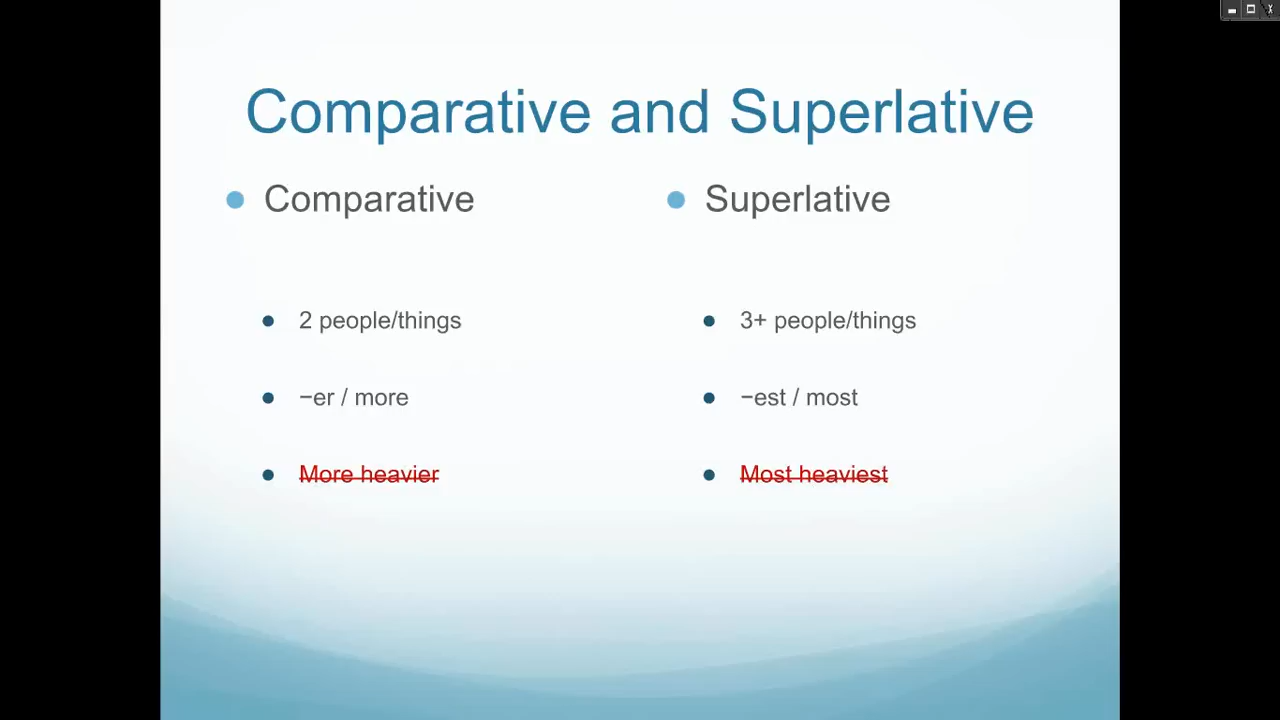 Comparative and Superlative
Comparative
2 people/things
−er / more
More heavier
Superlative
3+ people/things
−est / most
Most heaviest